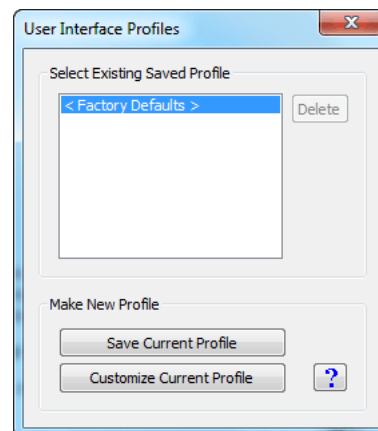 User Interface Profiles
Select Existing Saved Profile
< Factory Defaults >
Delete
Make New Profile
Save Current Profile
Customize Current Profile
?